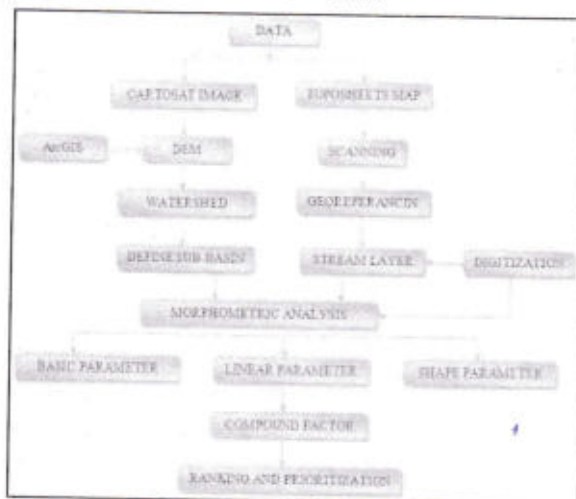 DATA
CARTOSAT IMAGE
TOPOSHEETS MAP
ArcGIS
DEM
SCANNING
WATERSHED
GEOREFERANCIN
DEFINE SUB BASIN
STREAM LAYER
DIGITIZATION
MORPHOMETRIC ANALYSIS
BASIC PARAMETER
LINEAR PARAMETER
SHAPE PARAMETER
COMPOUND FACTOR
RANKING AND PRIORITIZATION